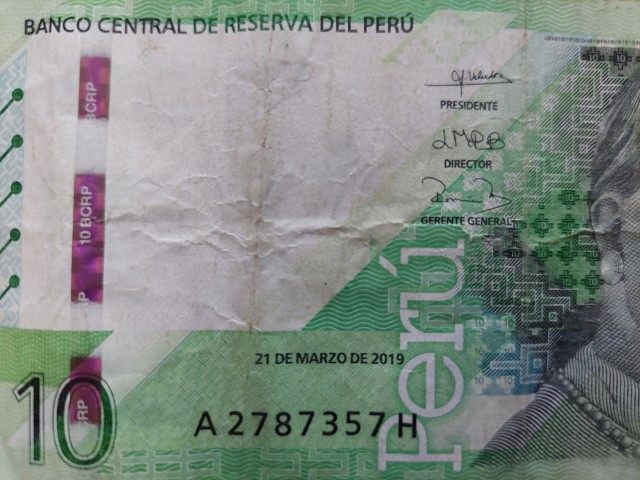 BANCO CENTRAL DE RESERVA DEL PERÚ
BCRP
PRESIDENTE
DIRECTOR
10 BCRP
GERENTE GENERAL
Perú
21 DE MARZO DE 2019
10
A 2787357 H